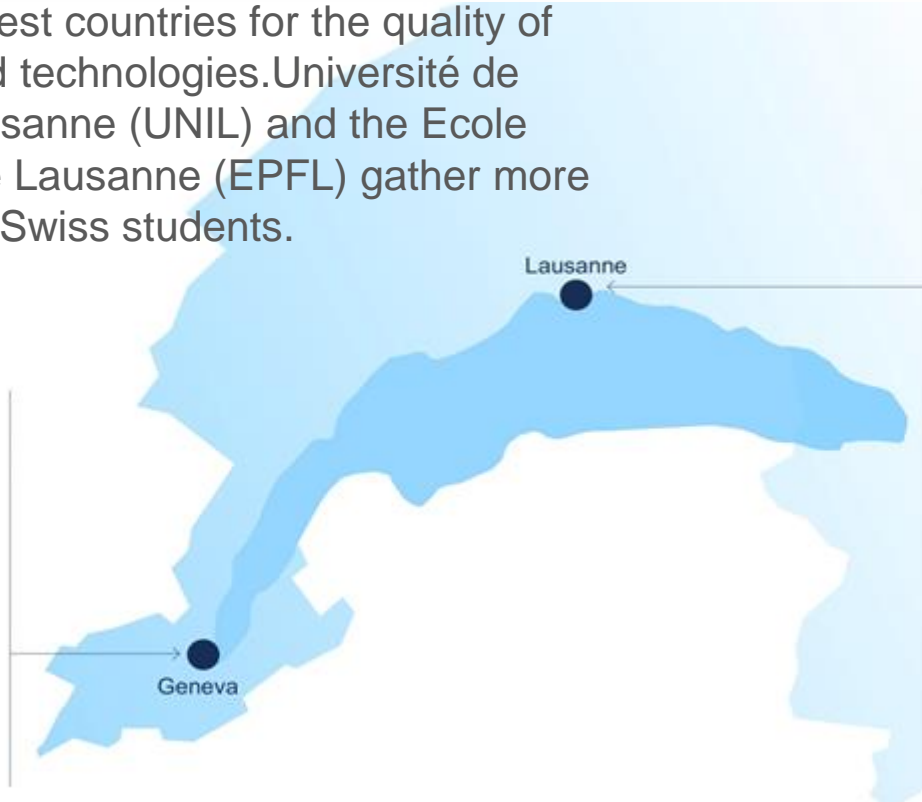 est countries for the quality of
technologies.Université de
sanne (UNIL) and the Ecole
Lausanne (EPFL) gather more
Swiss students.
Lausanne
Geneva